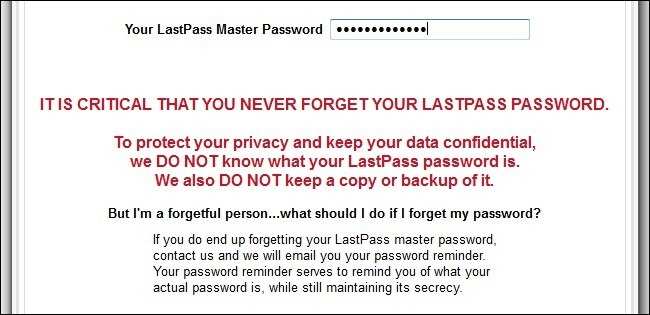 Your LastPass Master Password •••••••••••••
IT IS CRITICAL THAT YOU NEVER FORGET YOUR LASTPASS PASSWORD.
To protect your privacy and keep your data confidential,
we DO NOT know what your LastPass password is.
We also DO NOT keep a copy or backup of it.
But I'm a forgetful person...what should I do if I forget my password?
If you do end up forgetting your LastPass master password,
contact us and we will email you your password reminder.
Your password reminder serves to remind you of what your
actual password is, while still maintaining its secrecy.